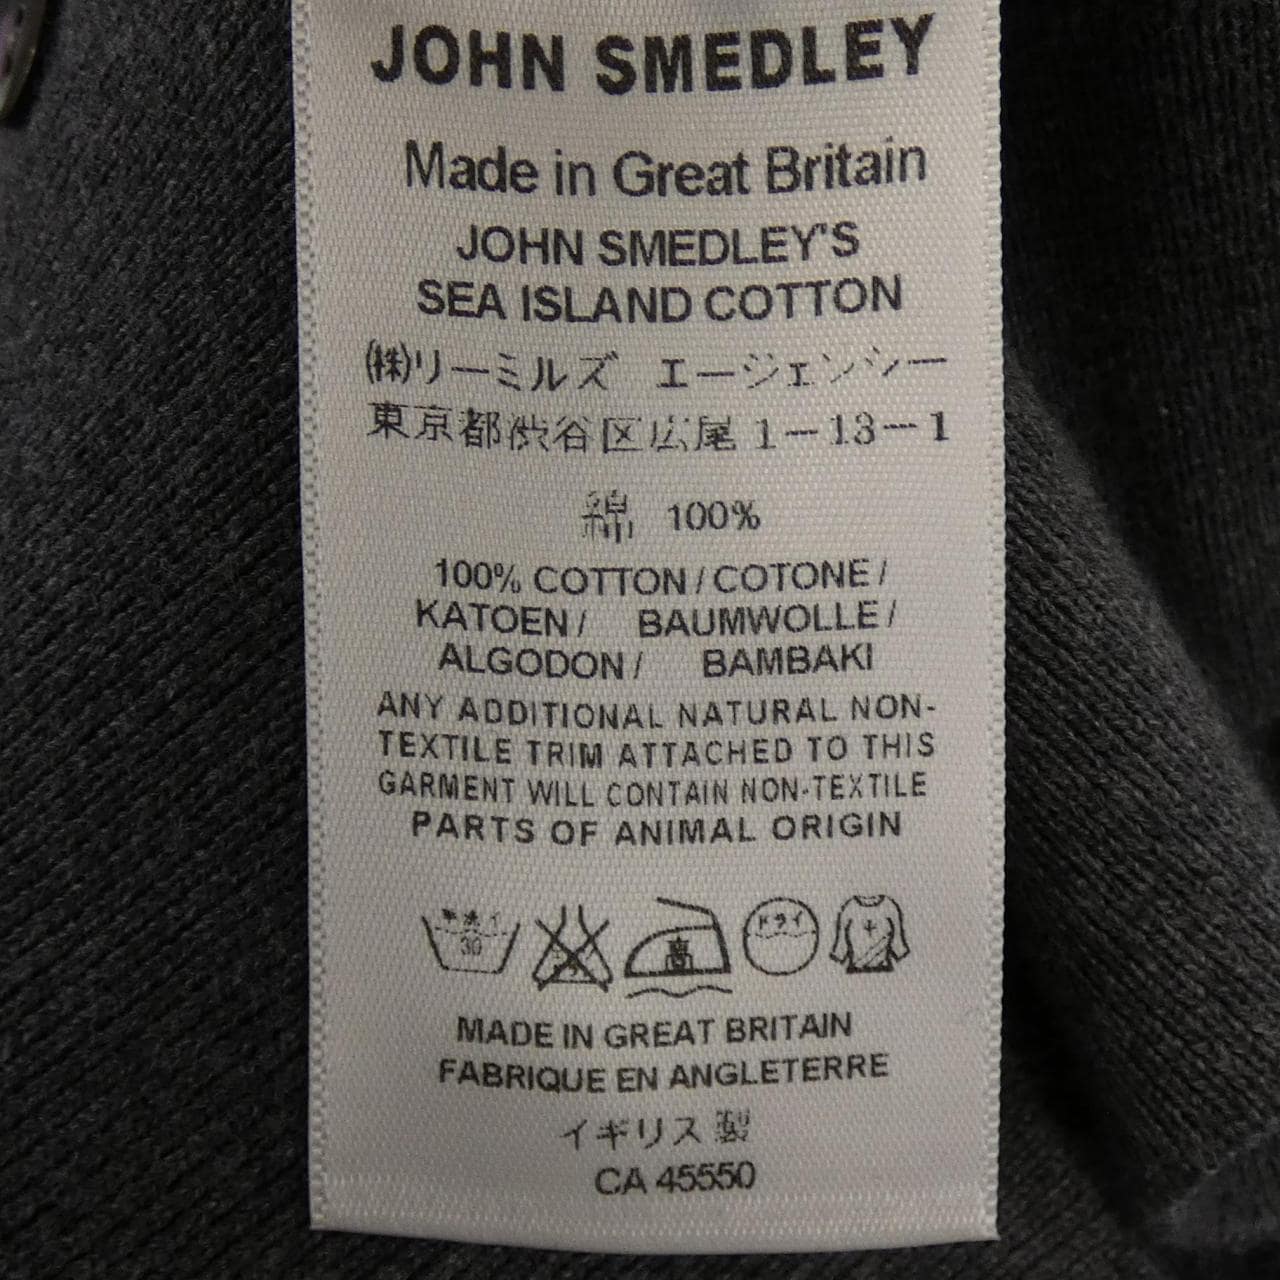 JOHN SMEDLEY
Made in Great Britain
JOHN SMEDLEY'S
SEA ISLAND COTTON
(株)リーミルズ エージェンシー
東京都渋谷区広尾 1-13-1
綿 100%
100% COTTON / COTONE /
KATOEN / BAUMWOLLE /
ALGODON / BAMBAKI
ANY ADDITIONAL NATURAL NON-
TEXTILE TRIM ATTACHED TO THIS
GARMENT WILL CONTAIN NON-TEXTILE
PARTS OF ANIMAL ORIGIN
手洗イ 30 高 ドライ
MADE IN GREAT BRITAIN
FABRIQUE EN ANGLETERRE
イギリス製
CA 45550